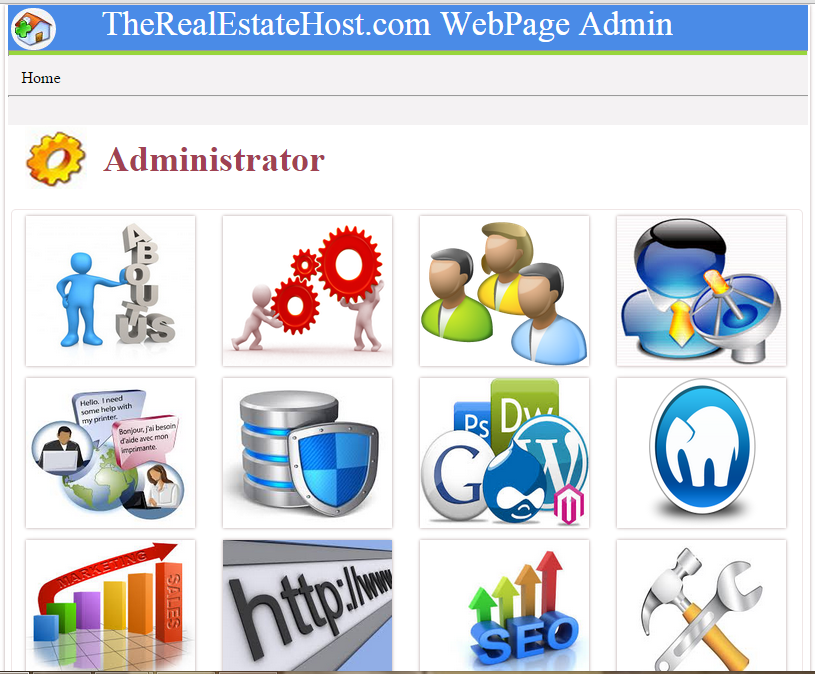 TheRealEstateHost.com WebPage Admin
Home
Administrator
ABOUT US
Hello. I need
some help with
my printer.
Bonjour, j'ai besoin
d'aide avec mon
imprimante.
Ps
Dw
G
W
MARKETING
SALES
http://www
SEO